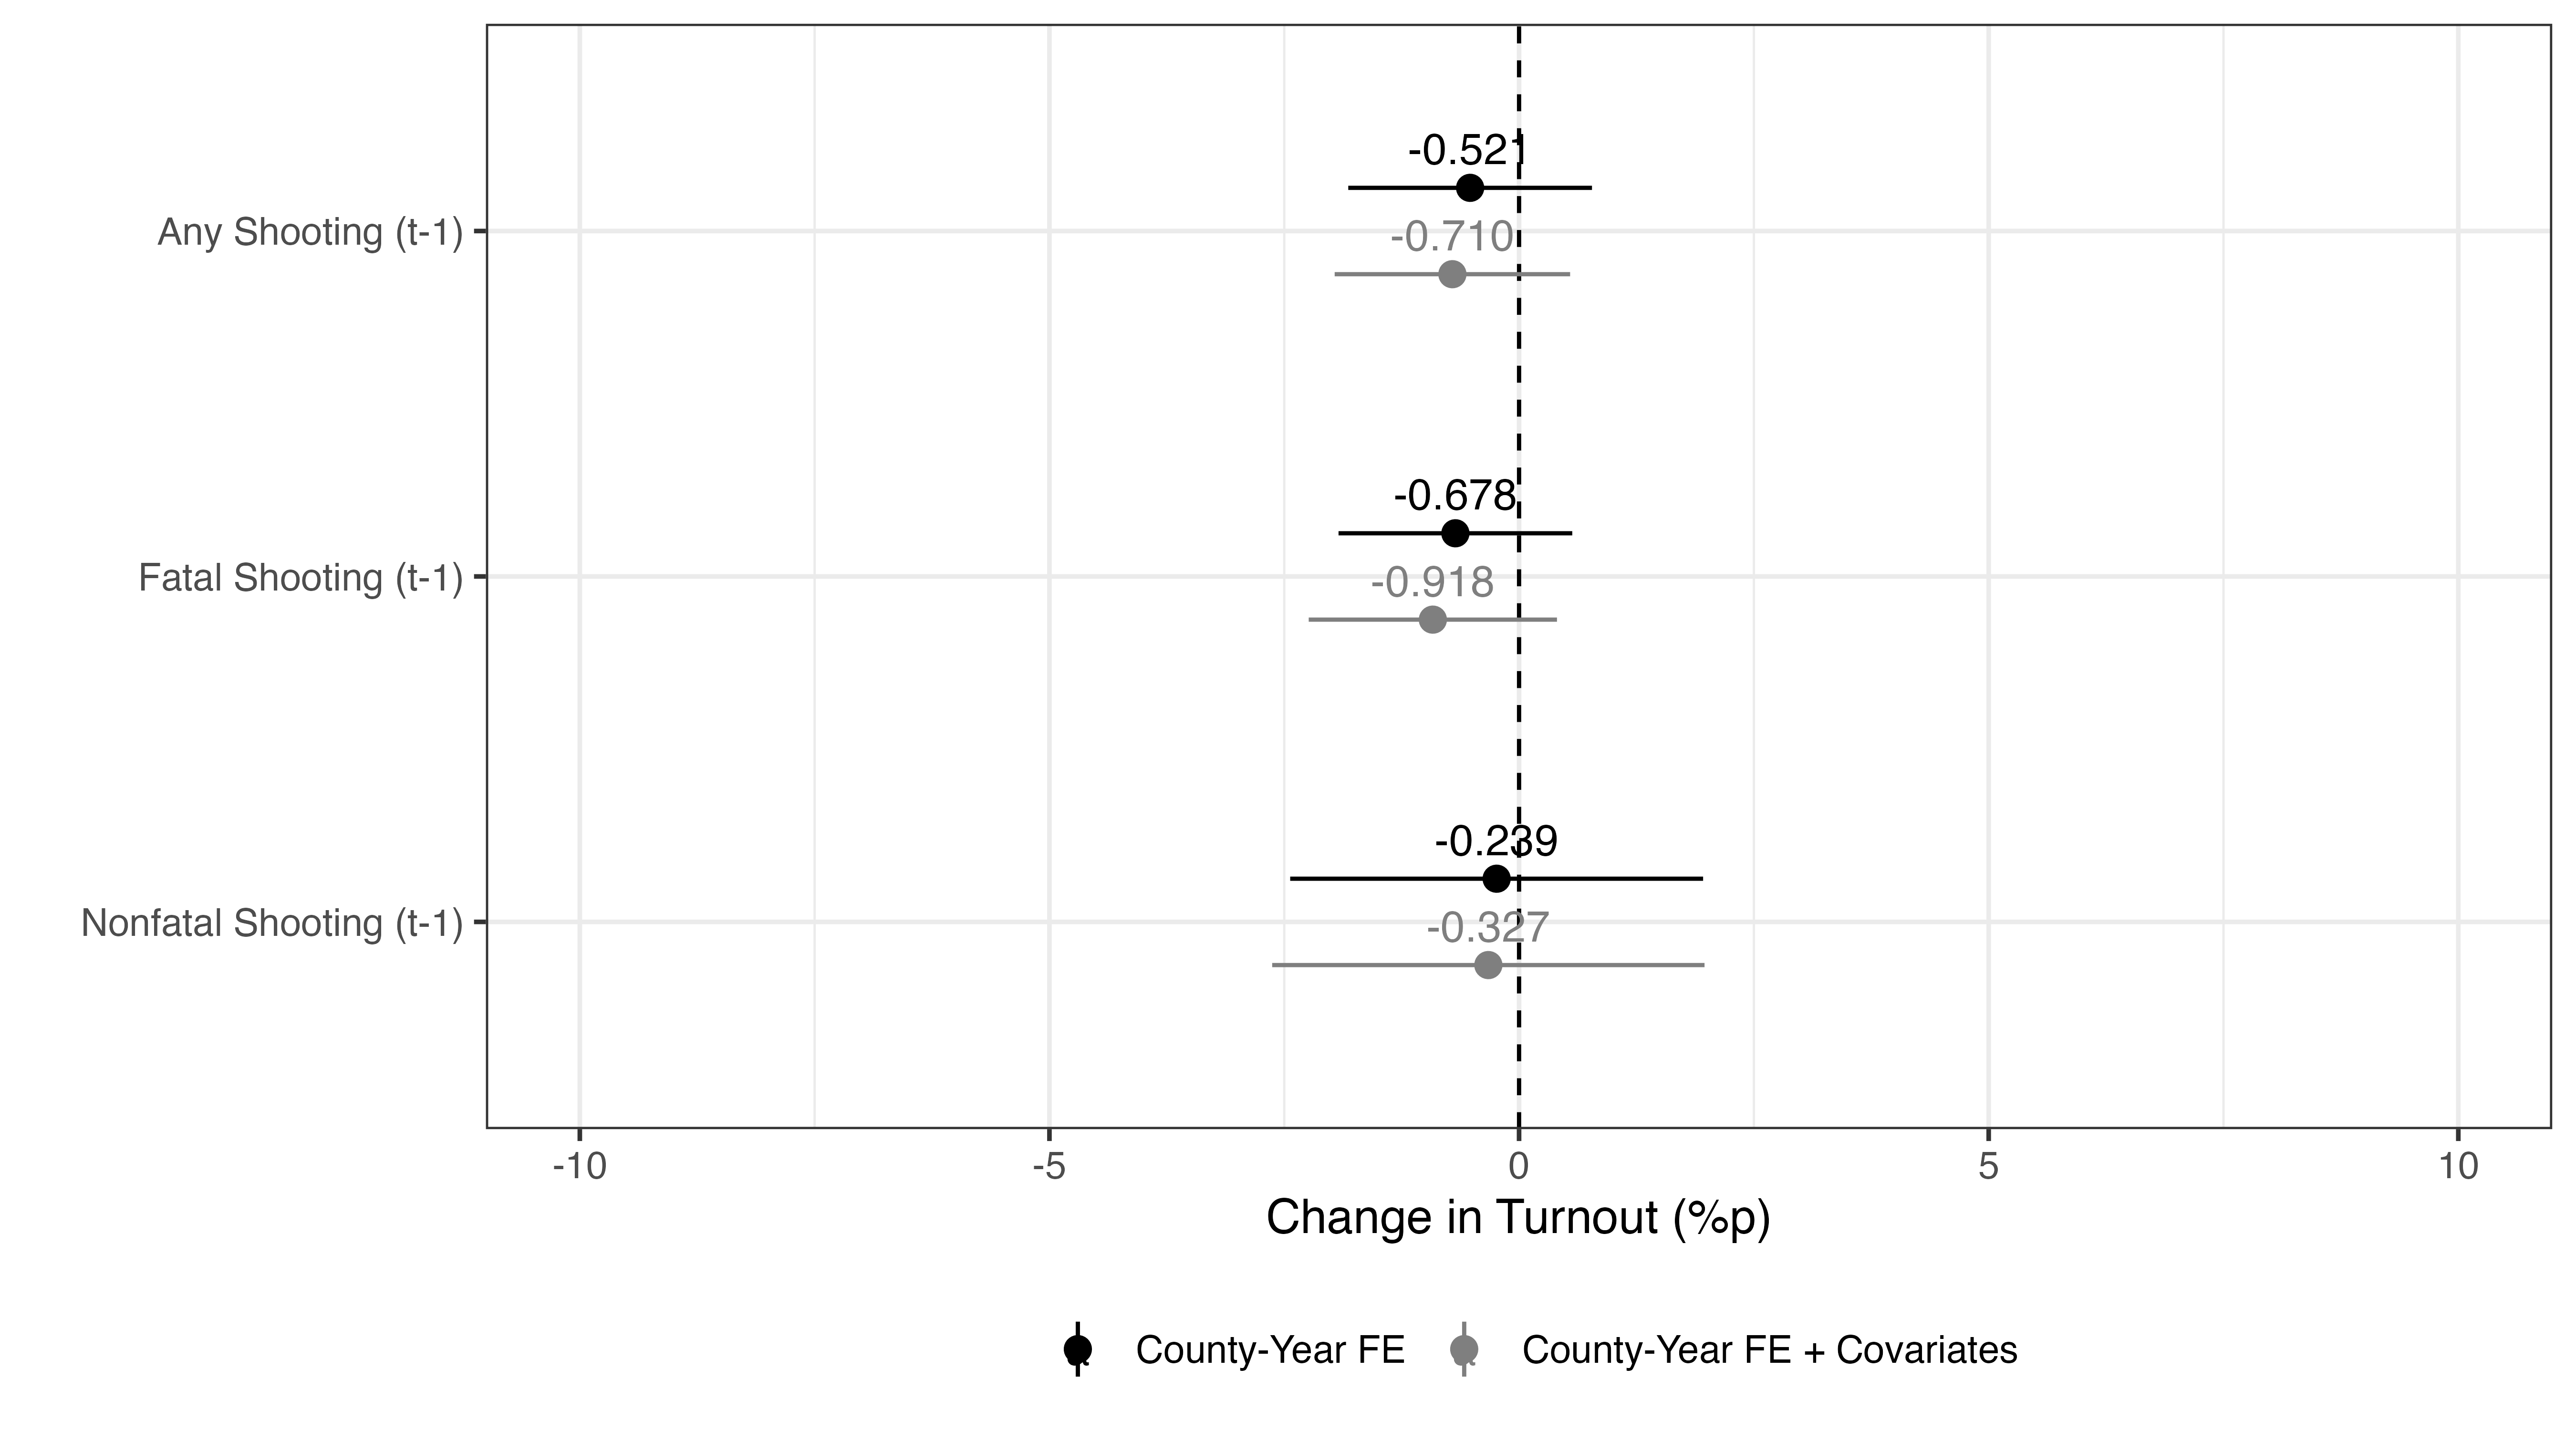 -0.521
Any Shooting (t-1)
-0.710
-0.678
Fatal Shooting (t-1)
-0.918
-0.239
Nonfatal Shooting (t-1)
-0.327
-10 -5 0 5 10
Change in Turnout (%p)
County-Year FE County-Year FE + Covariates